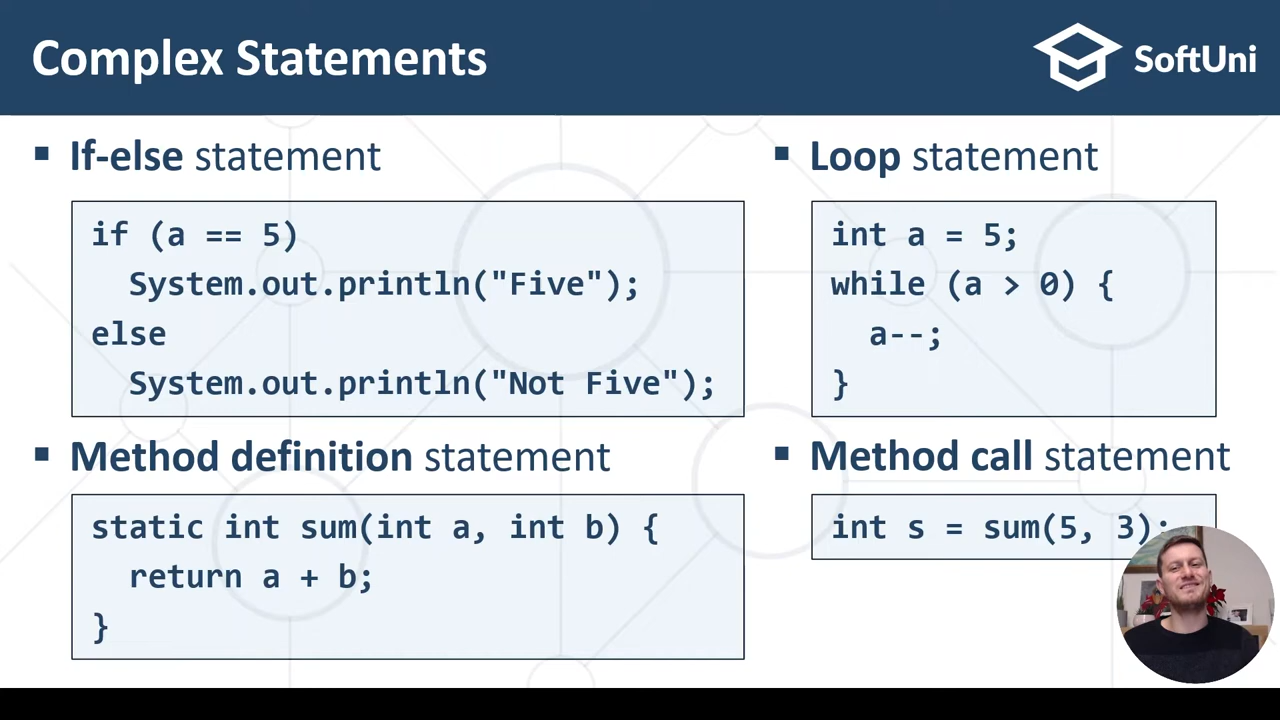 Complex Statements
SoftUni
▪ If-else statement
if (a == 5)
  System.out.println("Five");
else
  System.out.println("Not Five");
▪ Loop statement
int a = 5;
while (a > 0) {
  a--;
}
▪ Method definition statement
static int sum(int a, int b) {
  return a + b;
}
▪ Method call statement
int s = sum(5, 3);